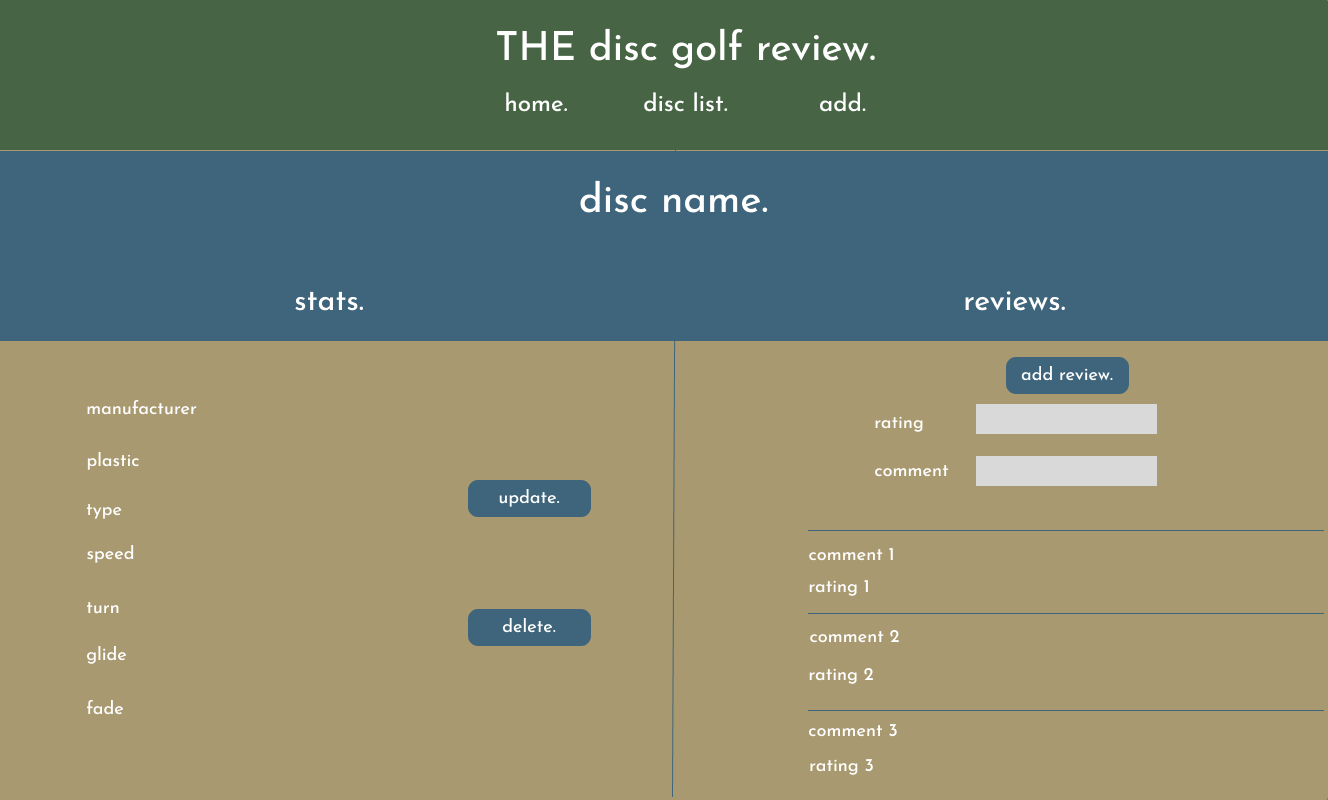 THE disc golf review.
home. disc list. add.
disc name.
stats.
manufacturer
plastic
type
speed
turn
glide
fade
update.
delete.
reviews.
add review.
rating
comment
comment 1
rating 1
comment 2
rating 2
comment 3
rating 3